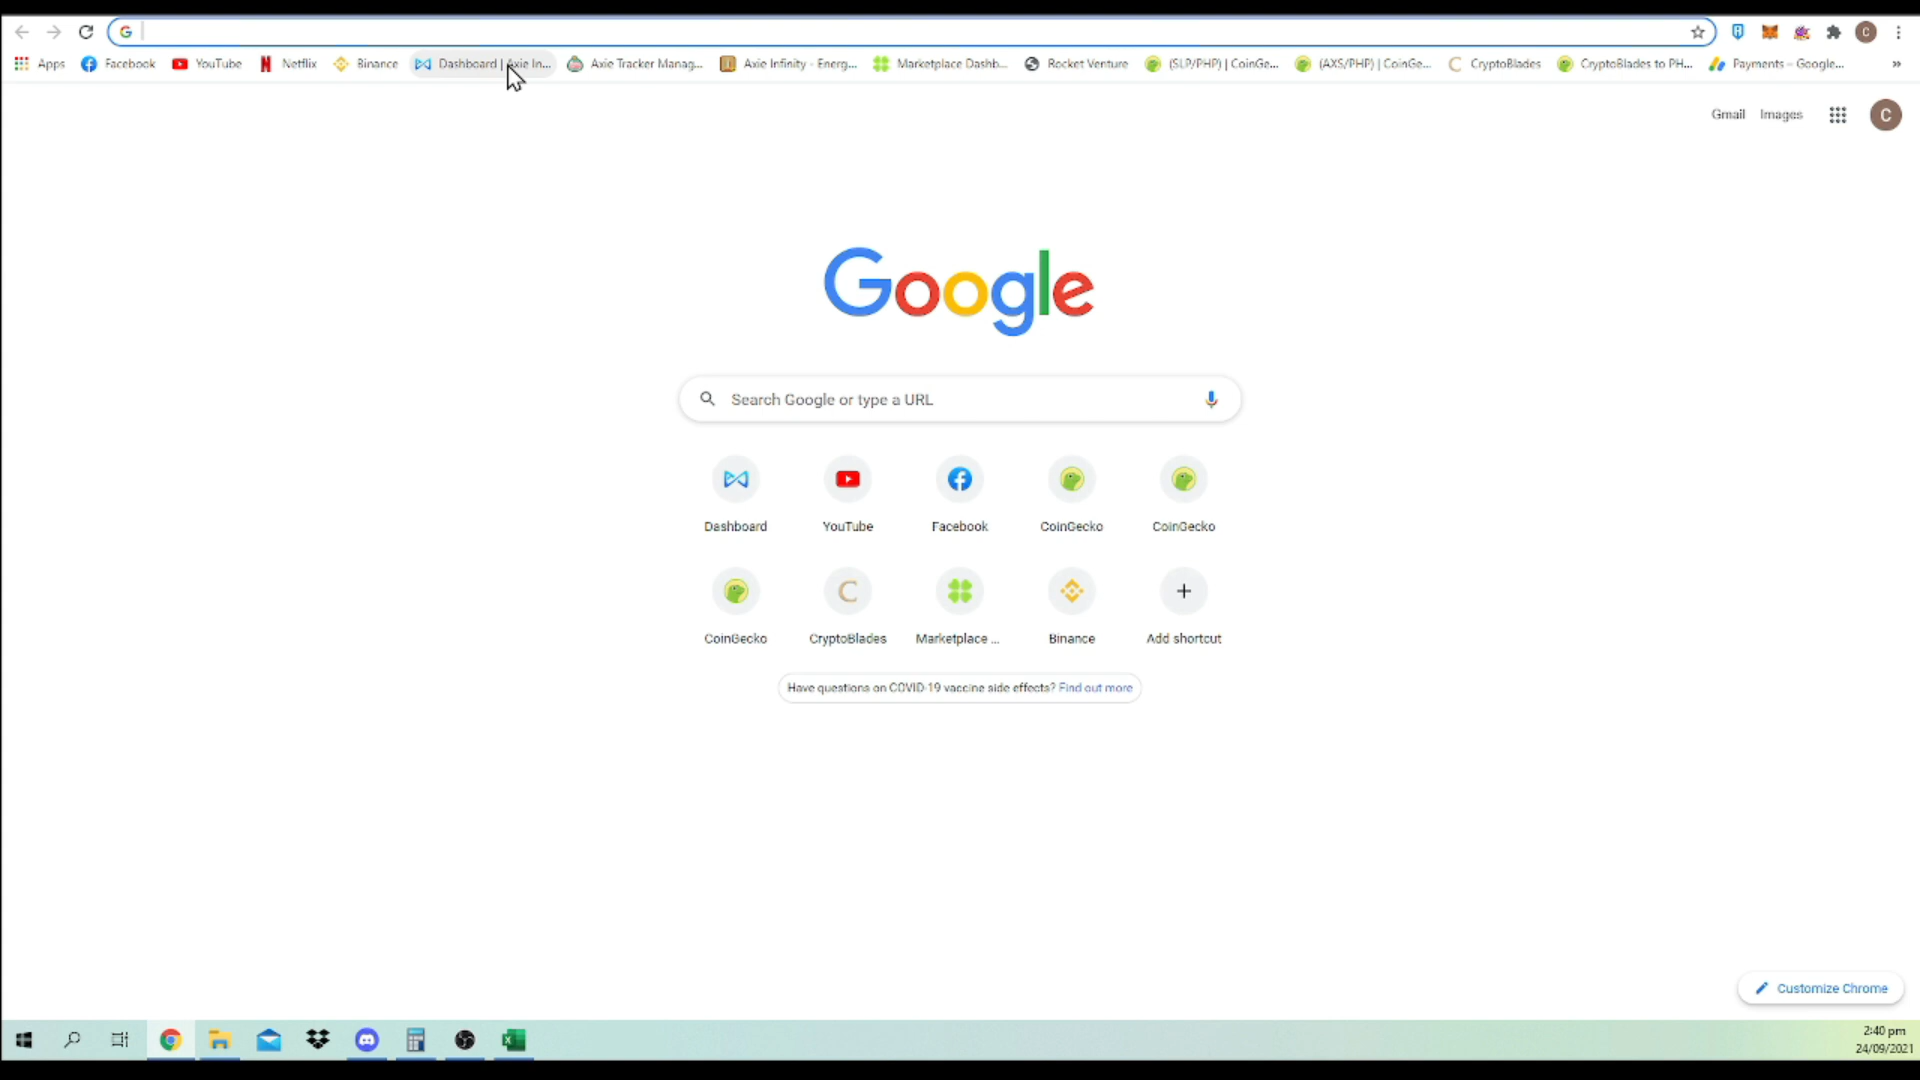 Apps Facebook YouTube Netflix Binance Dashboard | Axie In... Axie Tracker Manag... Axie Infinity - Energ... Marketplace Dashb... Rocket Venture (SLP/PHP) | CoinGe... (AXS/PHP) | CoinGe... CryptoBlades CryptoBlades to PH... Payments – Google... »
Gmail Images C
Google
Search Google or type a URL
Dashboard YouTube Facebook CoinGecko CoinGecko
CoinGecko CryptoBlades Marketplace ... Binance Add shortcut
Have questions on COVID-19 vaccine side effects? Find out more
Customize Chrome
2:40 pm
24/09/2021